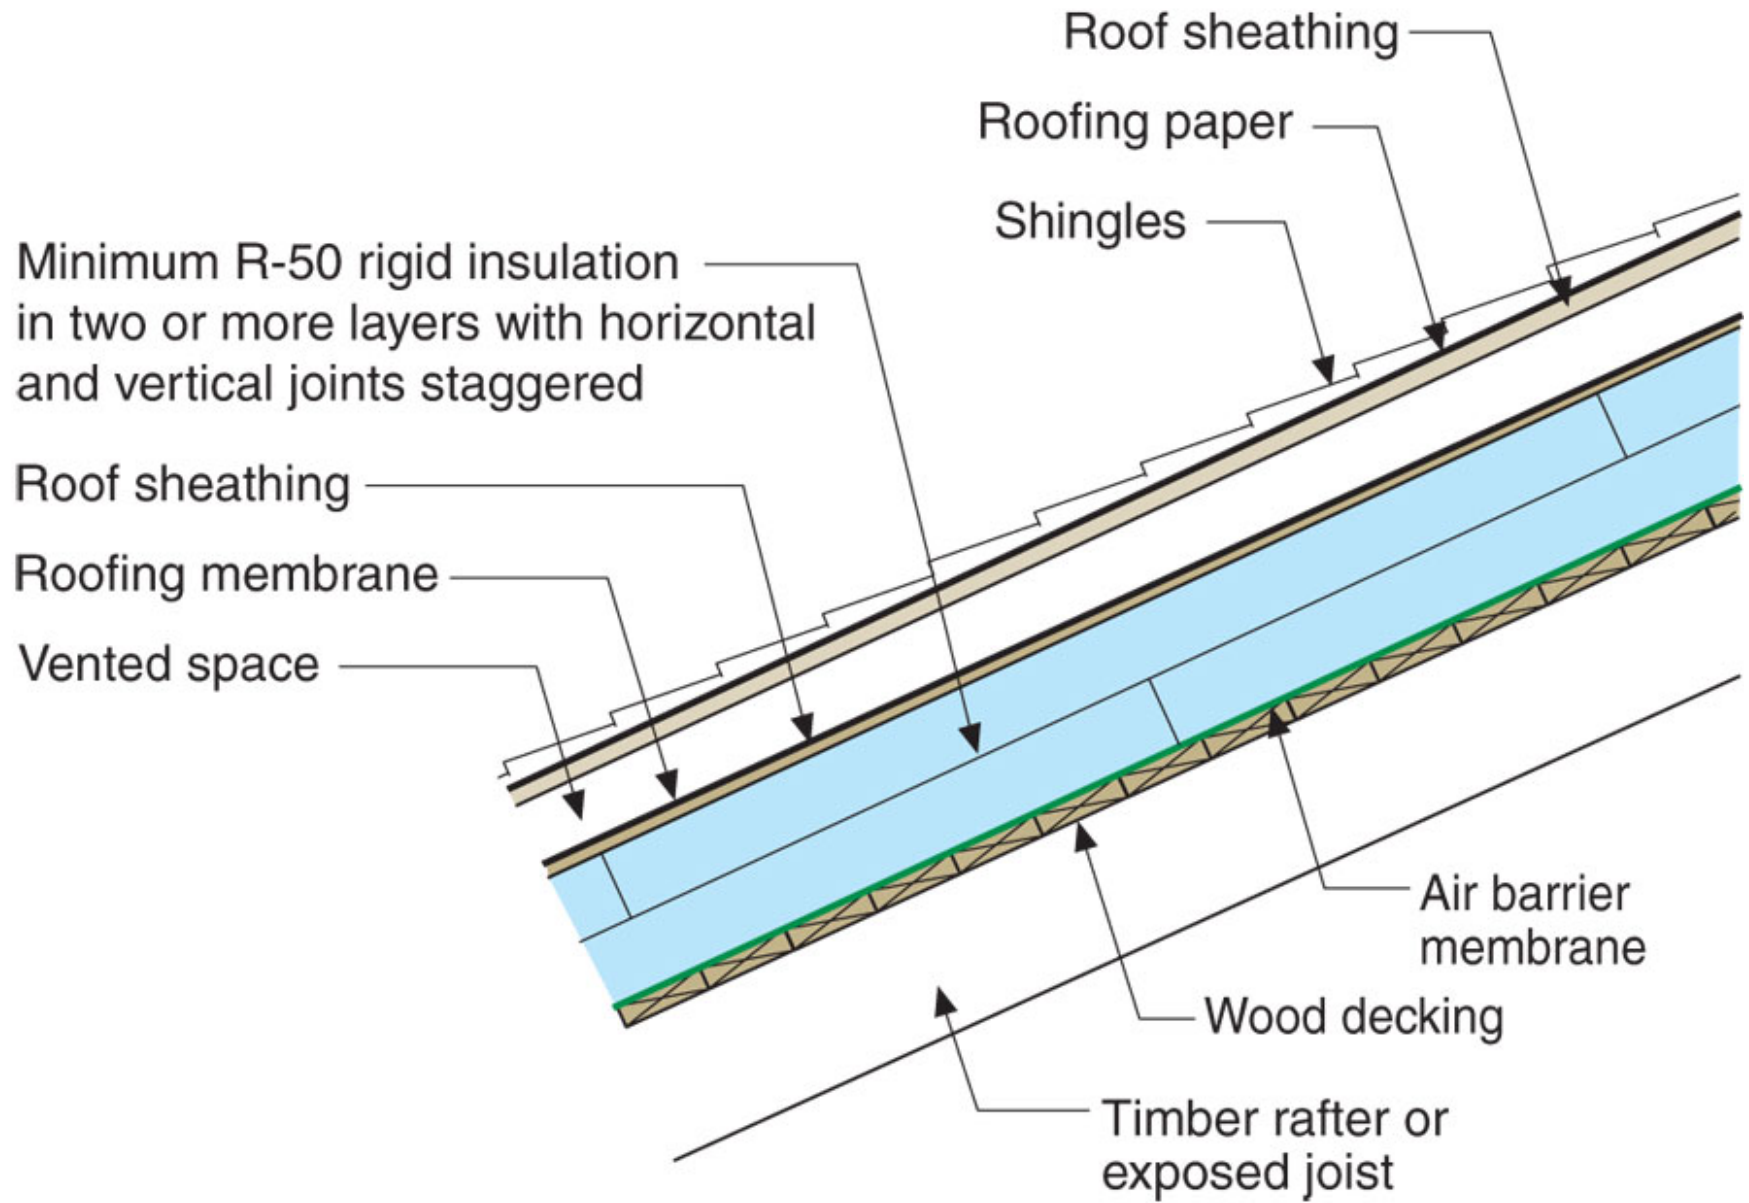 Roof sheathing
Roofing paper
Shingles
Minimum R-50 rigid insulation
in two or more layers with horizontal
and vertical joints staggered
Roof sheathing
Roofing membrane
Vented space
Air barrier
membrane
Wood decking
Timber rafter or
exposed joist